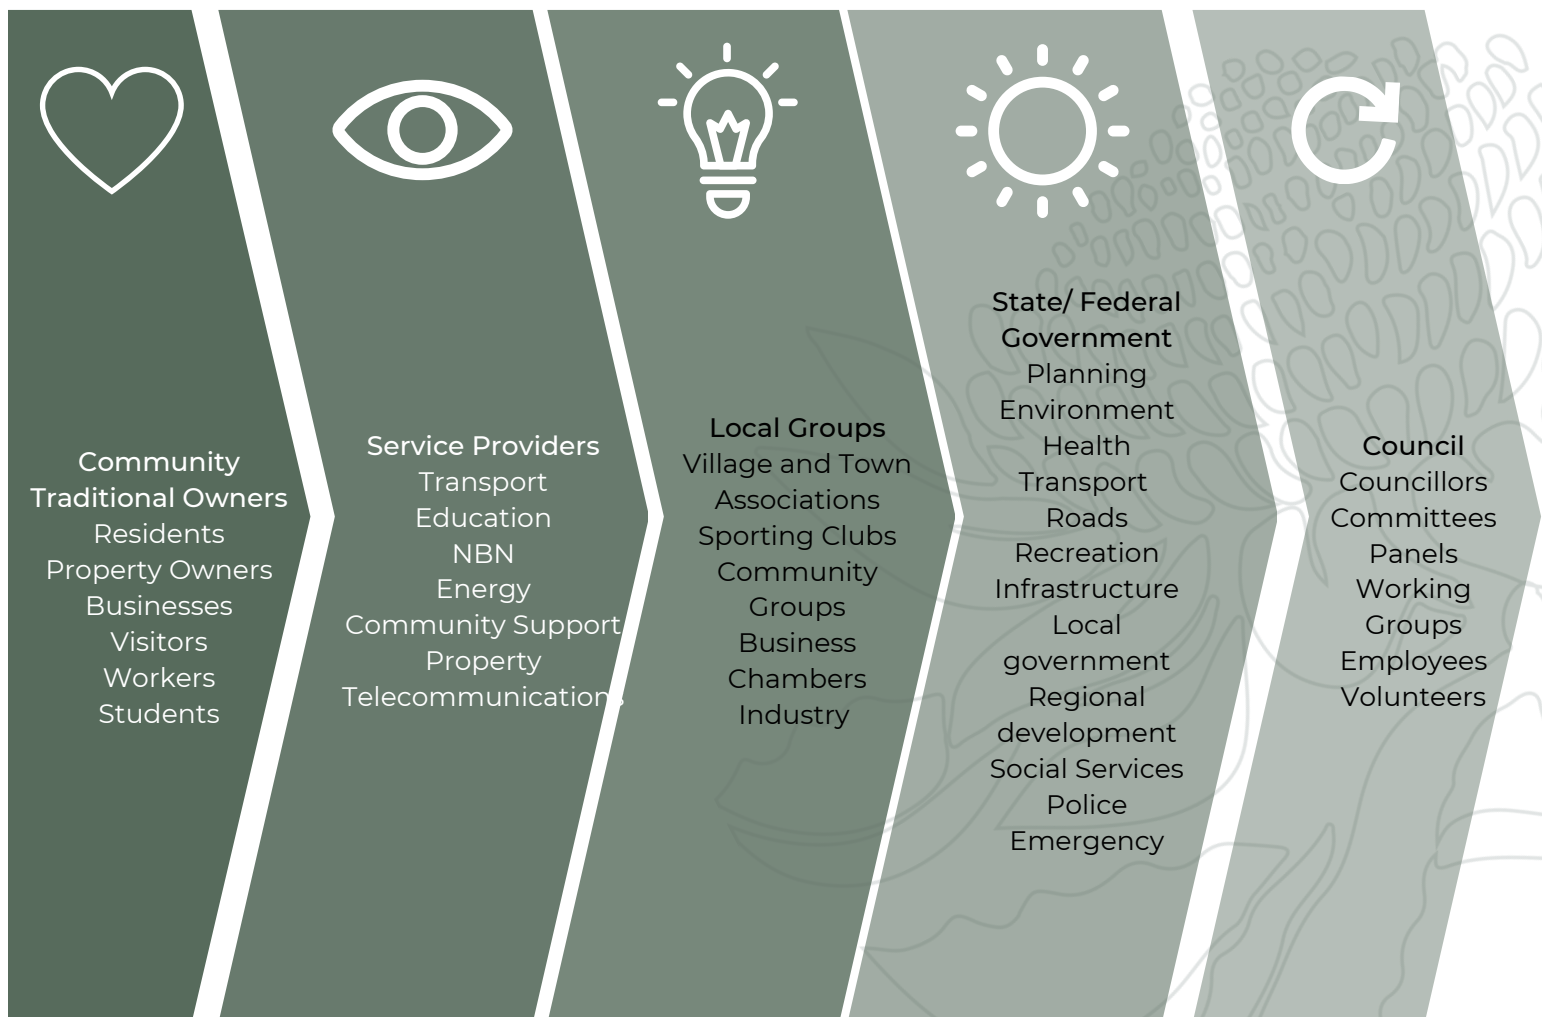 Community
Traditional Owners
Residents
Property Owners
Businesses
Visitors
Workers
Students
Service Providers
Transport
Education
NBN
Energy
Community Support
Property
Telecommunications
Local Groups
Village and Town
Associations
Sporting Clubs
Community
Groups
Business
Chambers
Industry
State/ Federal
Government
Planning
Environment
Health
Transport
Roads
Recreation
Infrastructure
Local
government
Regional
development
Social Services
Police
Emergency
Council
Councillors
Committees
Panels
Working
Groups
Employees
Volunteers